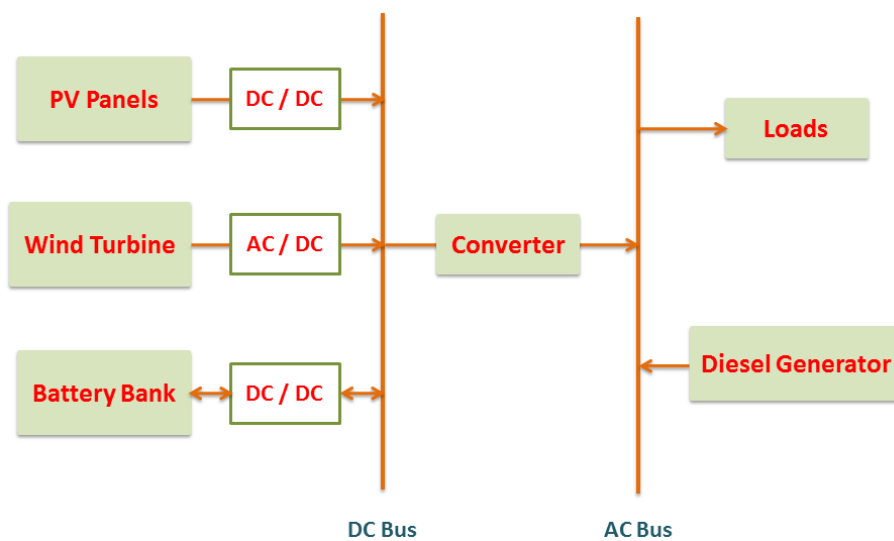 PV Panels
DC / DC
Loads
Wind Turbine
AC / DC
Converter
Battery Bank
DC / DC
Diesel Generator
DC Bus
AC Bus